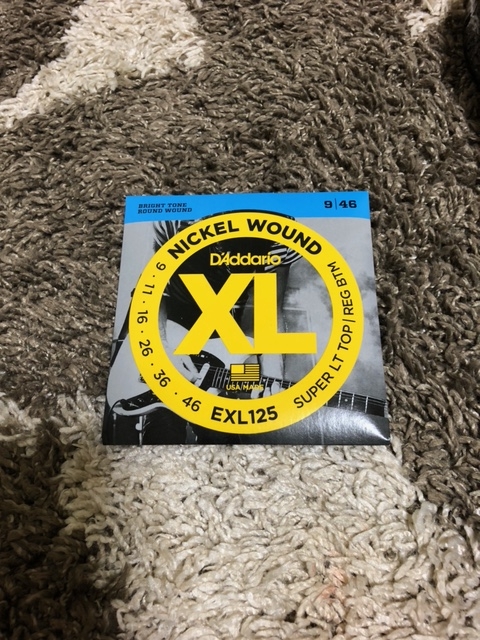 BRIGHT TONE
ROUND WOUND
9|46
NICKEL WOUND
D'Addario
XL
USA MADE
9 · 11 · 16 · 26 · 36 · 46
EXL125
SUPER LT TOP|REG BTM